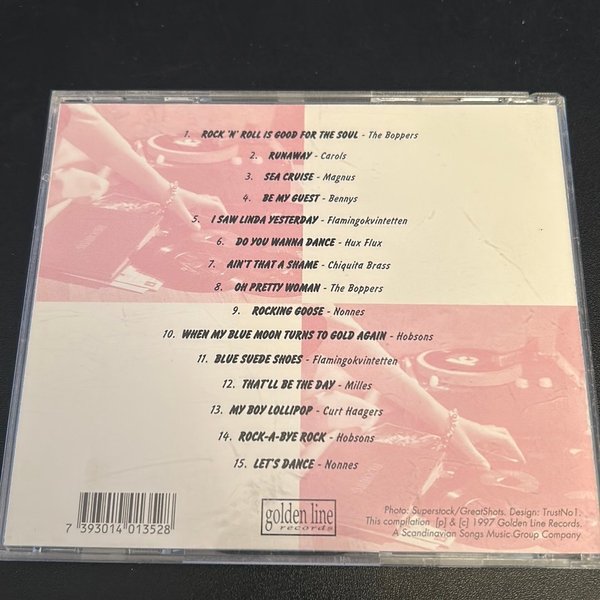 1. ROCK 'N' ROLL IS GOOD FOR THE SOUL - The Boppers
2. RUNAWAY - Carols
3. SEA CRUISE - Magnus
4. BE MY GUEST - Bennys
5. I SAW LINDA YESTERDAY - Flamingokvintetten
6. DO YOU WANNA DANCE - Hux Flux
7. AIN'T THAT A SHAME - Chiquita Brass
8. OH PRETTY WOMAN - The Boppers
9. ROCKING GOOSE - Nonnes
10. WHEN MY BLUE MOON TURNS TO GOLD AGAIN - Hobsons
11. BLUE SUEDE SHOES - Flamingokvintetten
12. THAT'LL BE THE DAY - Milles
13. MY BOY LOLLIPOP - Curt Haagers
14. ROCK-A-BYE ROCK - Hobsons
15. LET'S DANCE - Nonnes
7 393014 013528
golden line
records
Photo: Superstock/GreatShots. Design: TrustNo1.
This compilation [p] & [c] 1997 Golden Line Records.
A Scandinavian Songs Music Group Company